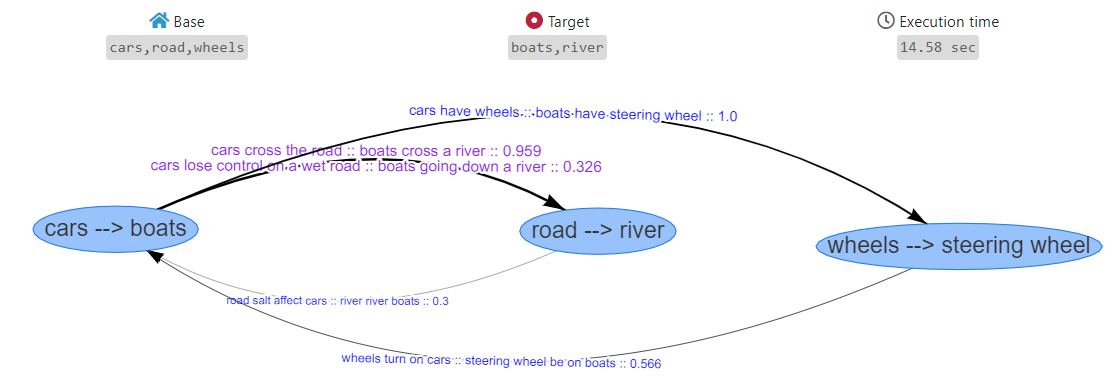 Base
Target
Execution time
cars,road,wheels
boats,river
14.58 sec
cars have wheels :: boats have steering wheel :: 1.0
cars cross the road :: boats cross a river :: 0.959
cars lose control on a wet road :: boats going down a river :: 0.326
cars --> boats
road --> river
wheels --> steering wheel
road salt affect cars :: river river boats :: 0.3
wheels turn on cars :: steering wheel be on boats :: 0.566